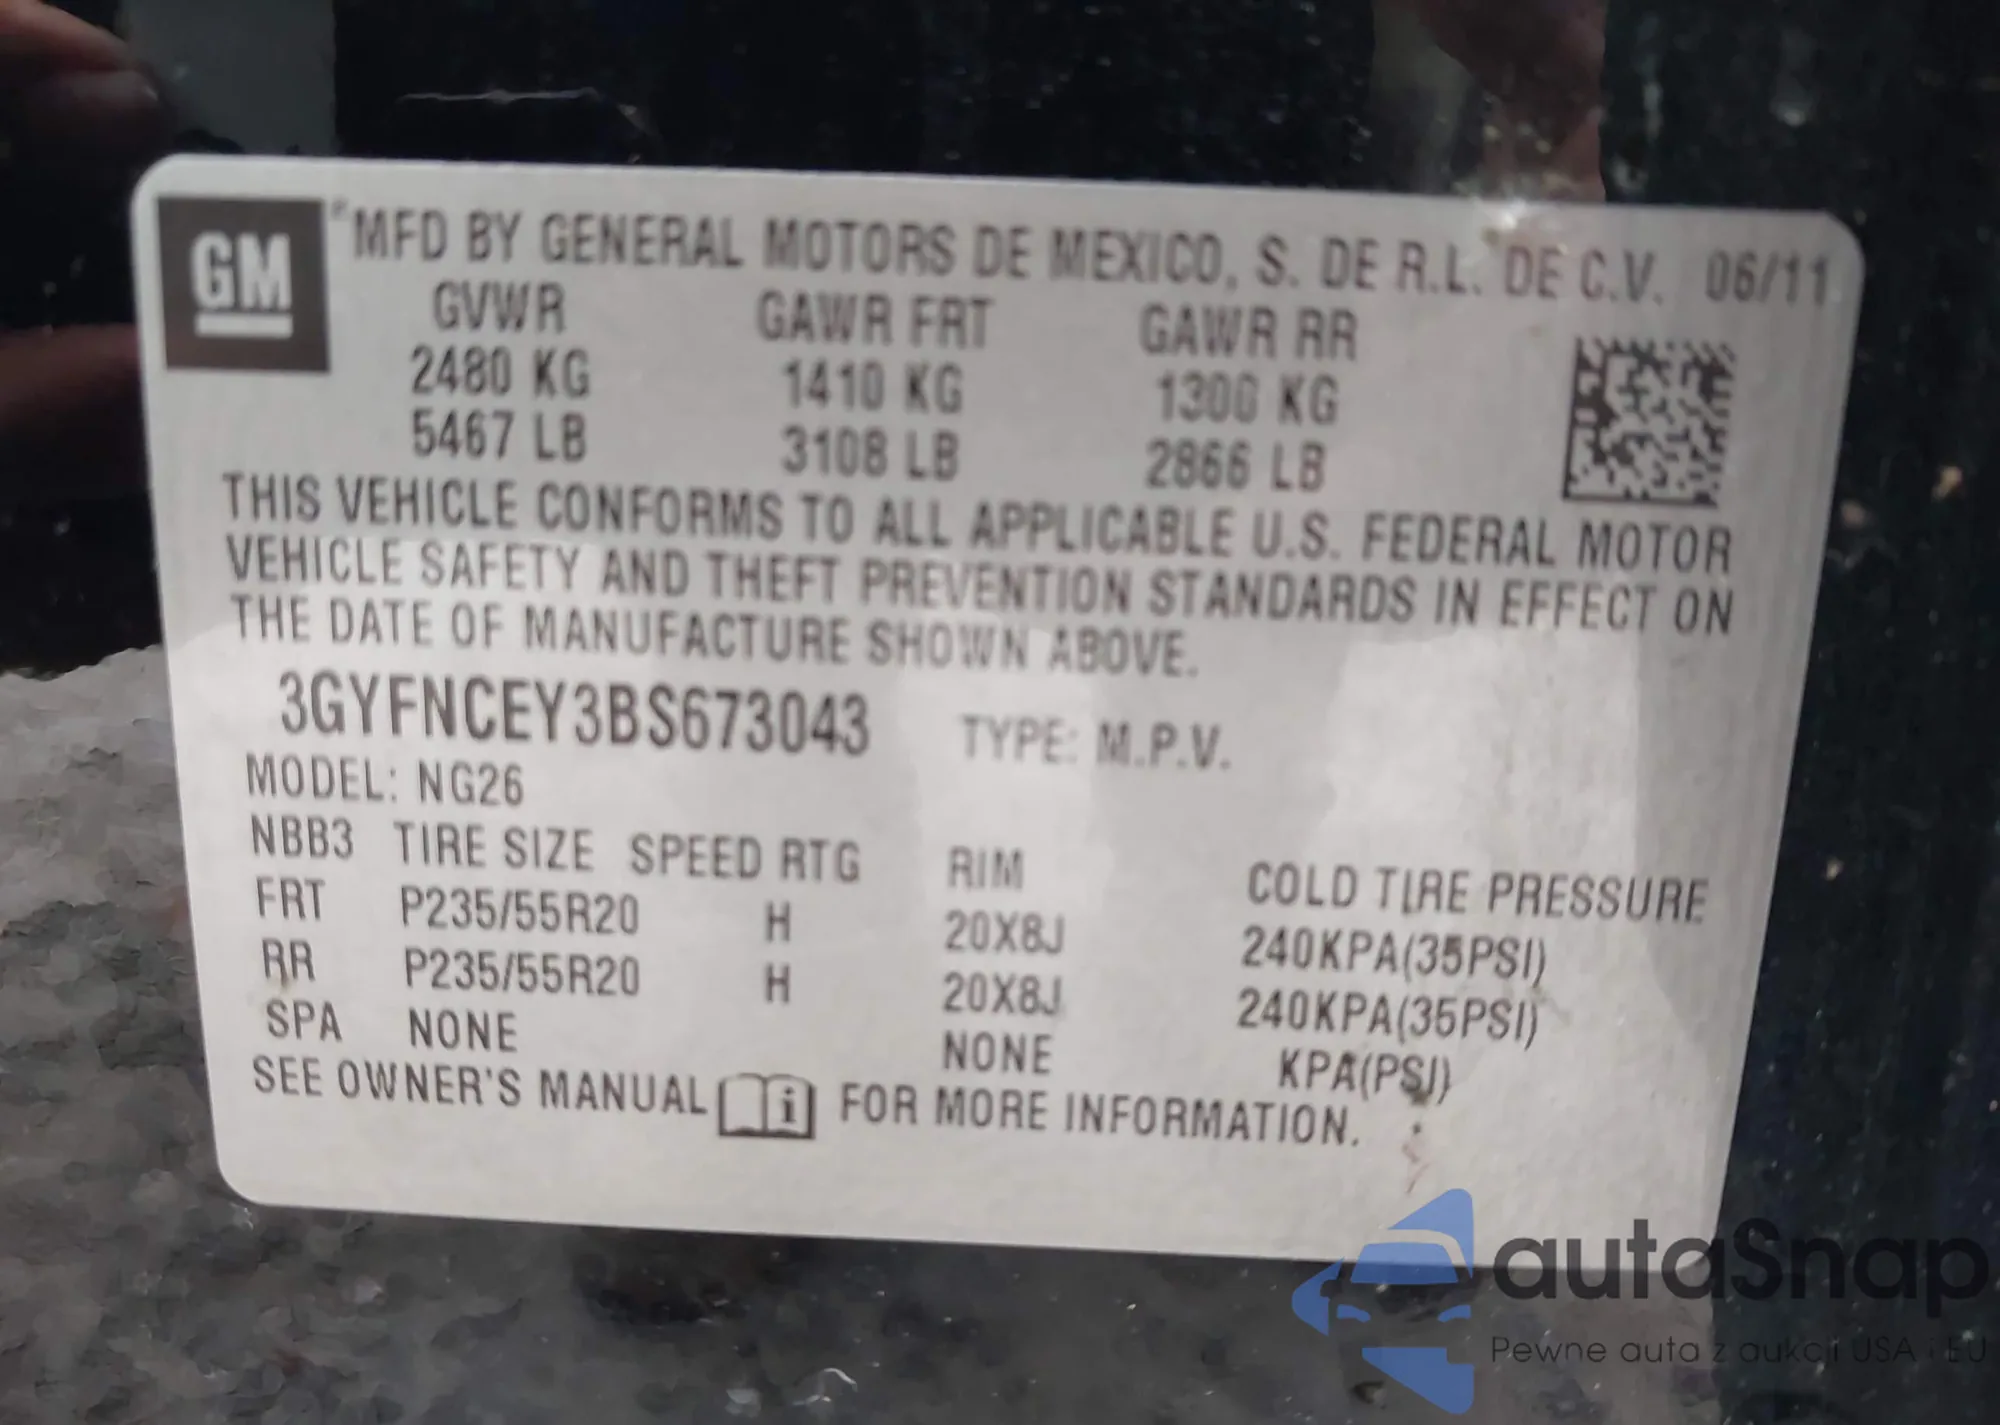 GM ® MFD BY GENERAL MOTORS DE MEXICO, S. DE R.L. DE C.V. 06/11
GVWR GAWR FRT GAWR RR
2480 KG 1410 KG 1300 KG
5467 LB 3108 LB 2866 LB
THIS VEHICLE CONFORMS TO ALL APPLICABLE U.S. FEDERAL MOTOR
VEHICLE SAFETY AND THEFT PREVENTION STANDARDS IN EFFECT ON
THE DATE OF MANUFACTURE SHOWN ABOVE.
3GYFNCEY3BS673043 TYPE: M.P.V.
MODEL: NG26
NBB3 TIRE SIZE SPEED RTG RIM COLD TIRE PRESSURE
FRT P235/55R20 H 20X8J 240KPA(35PSI)
RR P235/55R20 H 20X8J 240KPA(35PSI)
SPA NONE NONE KPA(PSI)
SEE OWNER'S MANUAL i FOR MORE INFORMATION.
autaSnap
Pewne auta z aukcji USA i EU